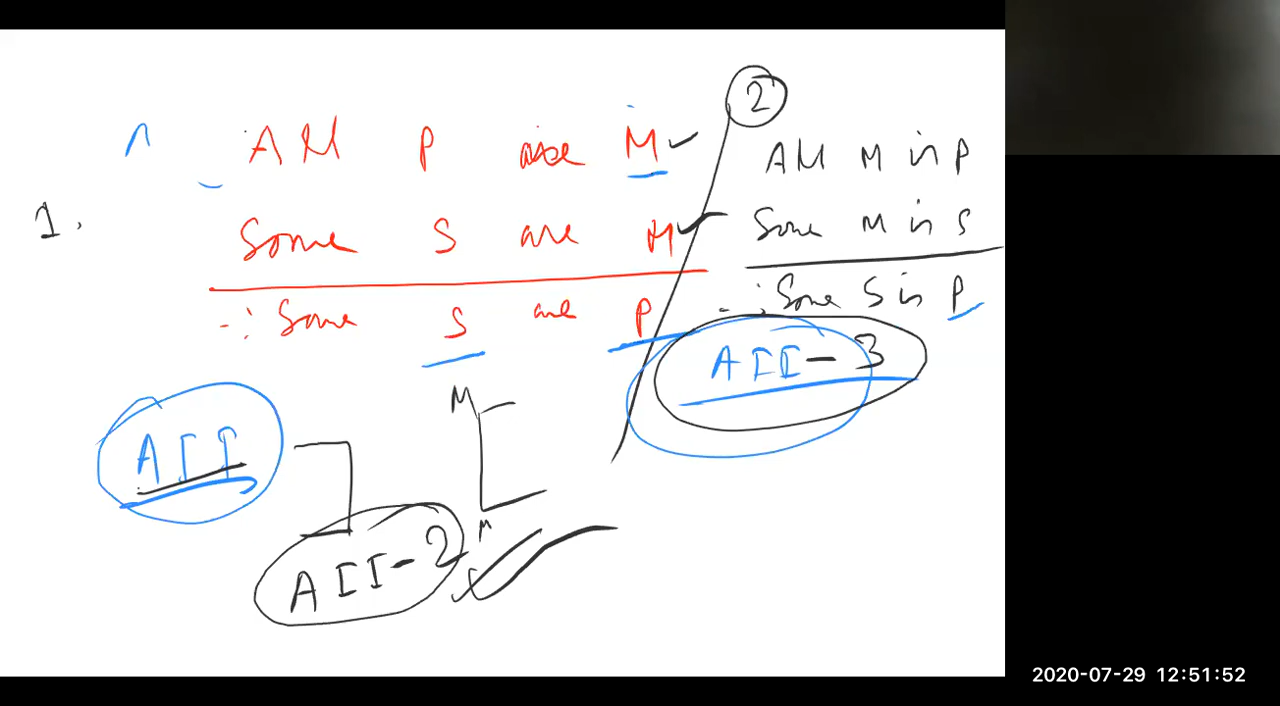 1.
All P are M
Some S are M
∴ Some S are P
AII
AII-2
M
M
2
All M is P
Some M is S
∴ Some S is P
AII-3
2020-07-29 12:51:52